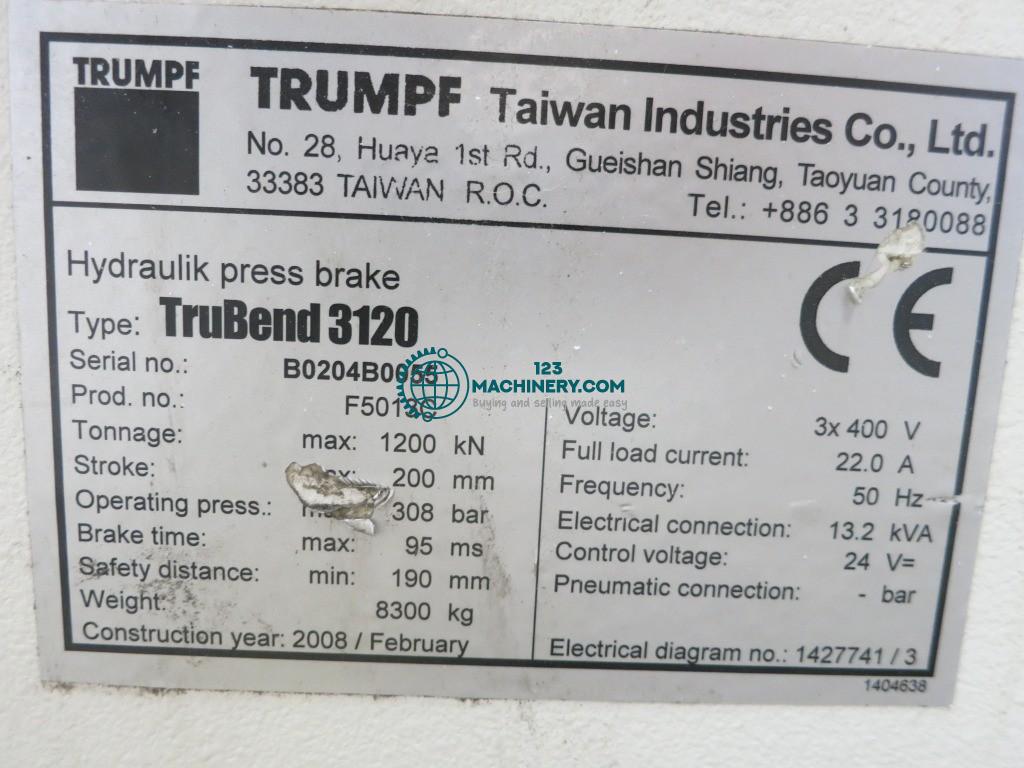 TRUMPF
TRUMPF Taiwan Industries Co., Ltd.
No. 28, Huaya 1st Rd., Gueishan Shiang, Taoyuan County,
33383 TAIWAN R.O.C.
Tel.: +886 3 3180088
Hydraulik press brake
Type: TruBend 3120
CE
Serial no.: B0204B0055
Prod. no.:
Tonnage: max: 1200 kN
Stroke: max: 200 mm
Operating press.: 308 bar
Brake time: max: 95 ms
Safety distance: min: 190 mm
Weight: 8300 kg
Construction year: 2008 / February
123
MACHINERY.COM
Buying and selling made easy
Voltage: 3x 400 V
Full load current: 22.0 A
Frequency: 50 Hz
Electrical connection: 13.2 kVA
Control voltage: 24 V=
Pneumatic connection: - bar
Electrical diagram no.: 1427741 / 3
1404638